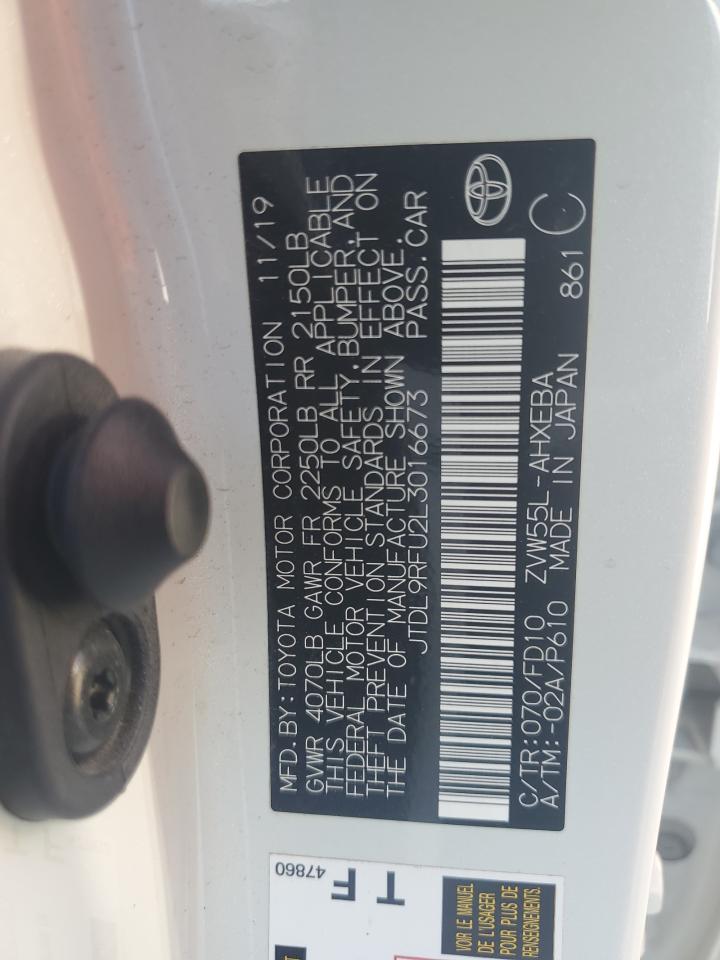 MFD. BY: TOYOTA MOTOR CORPORATION 11/19
GVWR 4070LB GAWR FR 2250LB RR 2150LB
THIS VEHICLE CONFORMS TO ALL APPLICABLE
FEDERAL MOTOR VEHICLE SAFETY, BUMPER, AND
THEFT PREVENTION STANDARDS IN EFFECT ON
THE DATE OF MANUFACTURE SHOWN ABOVE.
JTDL9RFU2L3016673 PASS.CAR
C/TR:070/FD10 ZVW55L-AHXEBA 861
A/TM:-02A/P610 MADE IN JAPAN C
47860
F
T
VOIR LE MANUEL
DE L'USAGER
POUR PLUS DE
RENSEIGNEMENTS.